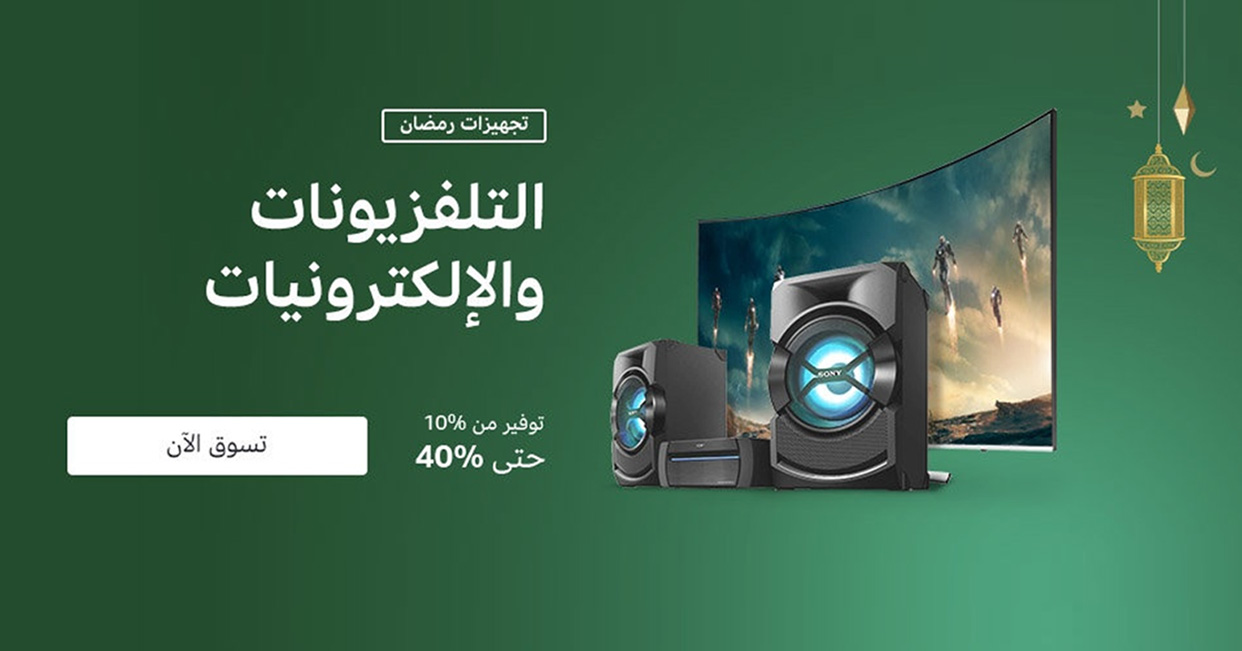 تجهيزات رمضان
التلفزيونات
والإلكترونيات
توفير من 10%
حتى 40%
تسوق الآن
SONY